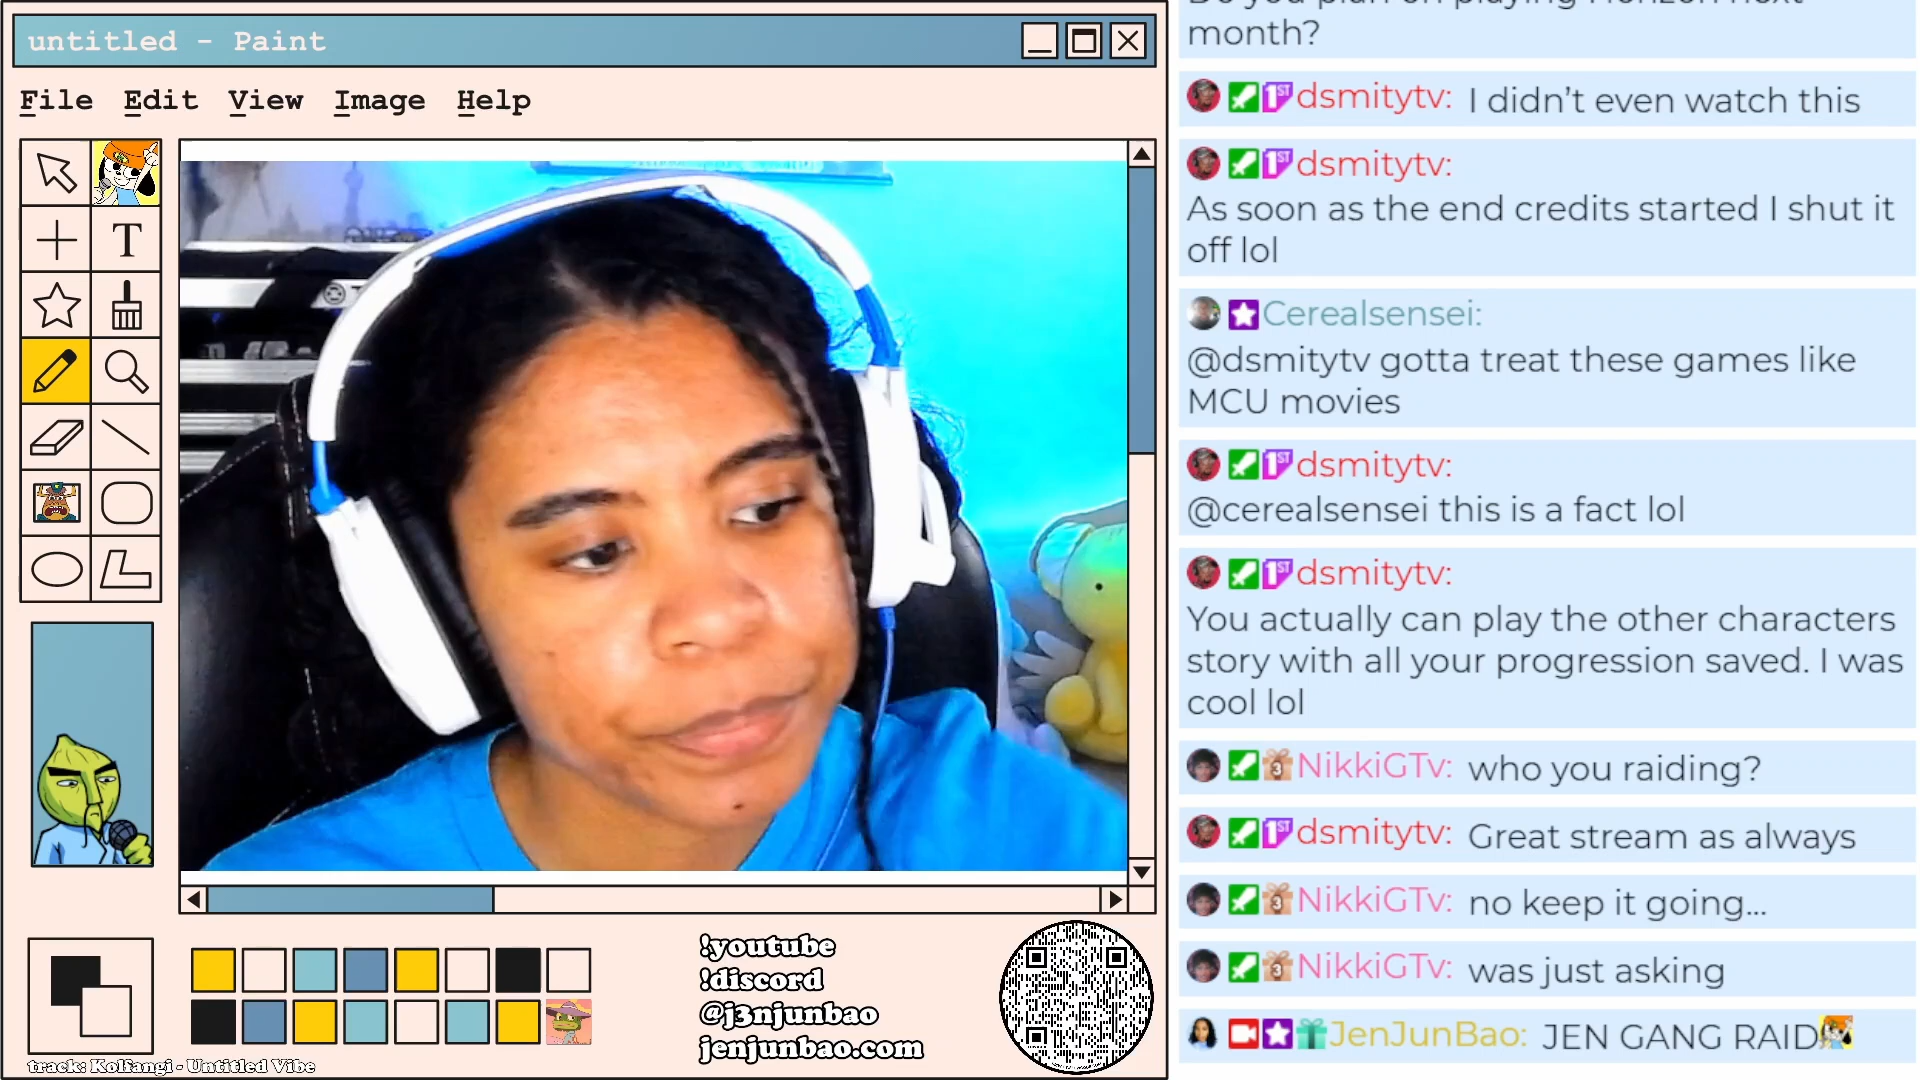 untitled - Paint
File Edit View Image Help
T
!youtube
!discord
@j3njunbao
jenjunbao.com
track: Kolfangi - Untitled Vibe
month?
dsmitytv: I didn’t even watch this
dsmitytv:
As soon as the end credits started I shut it
off lol
Cerealsensei:
@dsmitytv gotta treat these games like
MCU movies
dsmitytv:
@cerealsensei this is a fact lol
dsmitytv:
You actually can play the other characters
story with all your progression saved. I was
cool lol
NikkiGTv: who you raiding?
dsmitytv: Great stream as always
NikkiGTv: no keep it going...
NikkiGTv: was just asking
JenJunBao: JEN GANG RAID